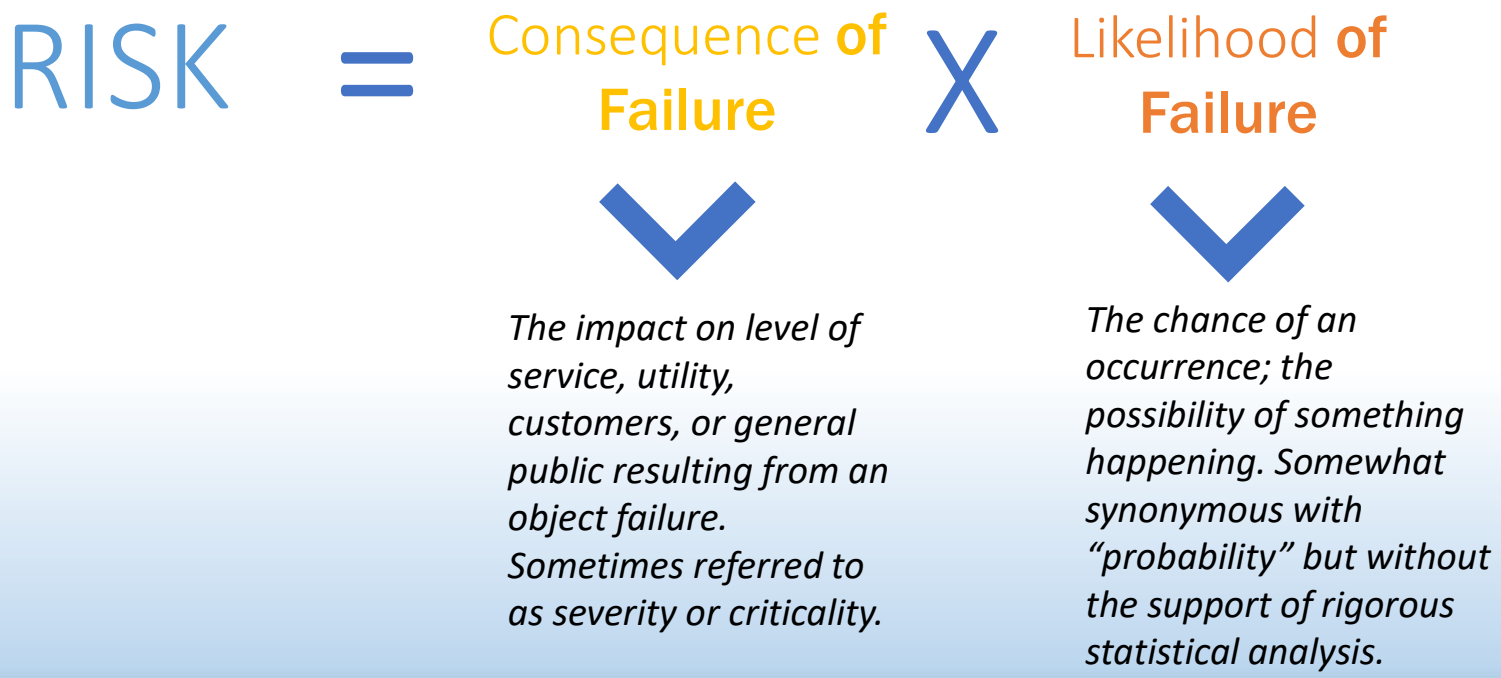 RISK = Consequence of Failure X Likelihood of Failure
The impact on level of
service, utility,
customers, or general
public resulting from an
object failure.
Sometimes referred to
as severity or criticality.
The chance of an
occurrence; the
possibility of something
happening. Somewhat
synonymous with
“probability” but without
the support of rigorous
statistical analysis.